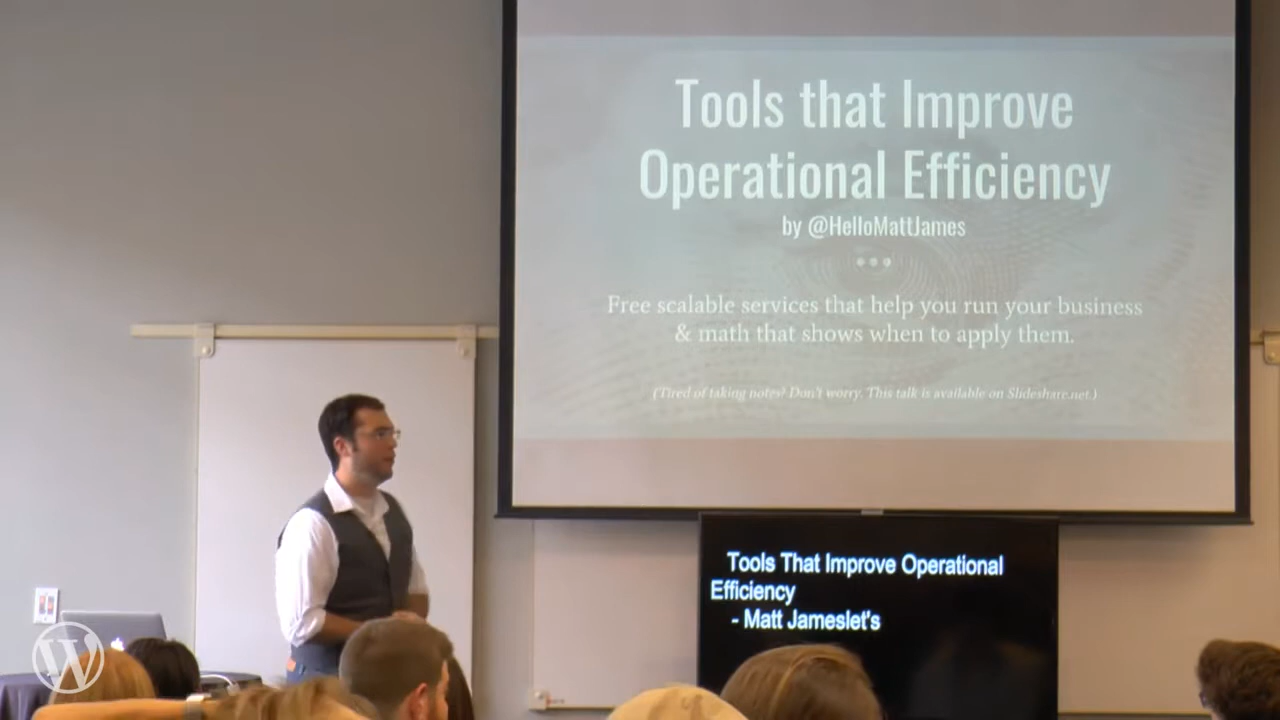 Tools that Improve
Operational Efficiency
by @HelloMattJames
Free scalable services that help you run your business
& math that shows when to apply them.
(Tired of taking notes? Don't worry. This talk is available on Slideshare.net.)
Tools That Improve Operational
Efficiency
- Matt Jameslet's